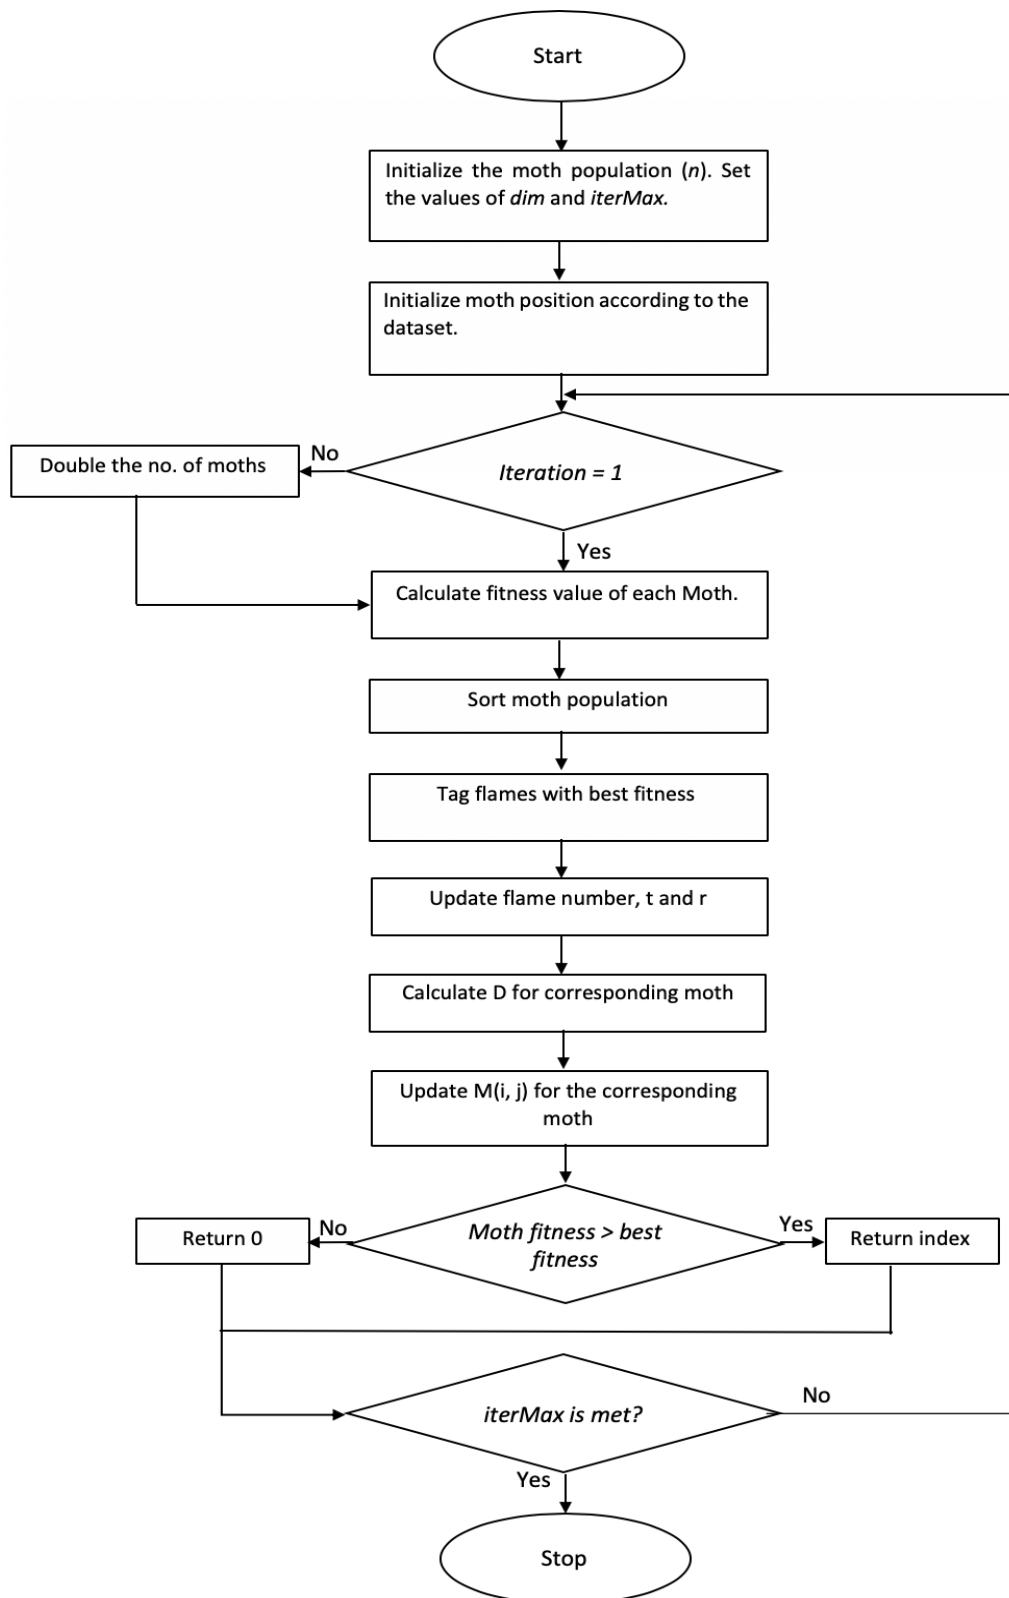 Start
Initialize the moth population (n). Set
the values of dim and iterMax.
Initialize moth position according to the
dataset.
Iteration = 1
No
Double the no. of moths
Yes
Calculate fitness value of each Moth.
Sort moth population
Tag flames with best fitness
Update flame number, t and r
Calculate D for corresponding moth
Update M(i, j) for the corresponding
moth
Moth fitness > best
fitness
No
Return 0
Yes
Return index
iterMax is met?
No
Yes
Stop